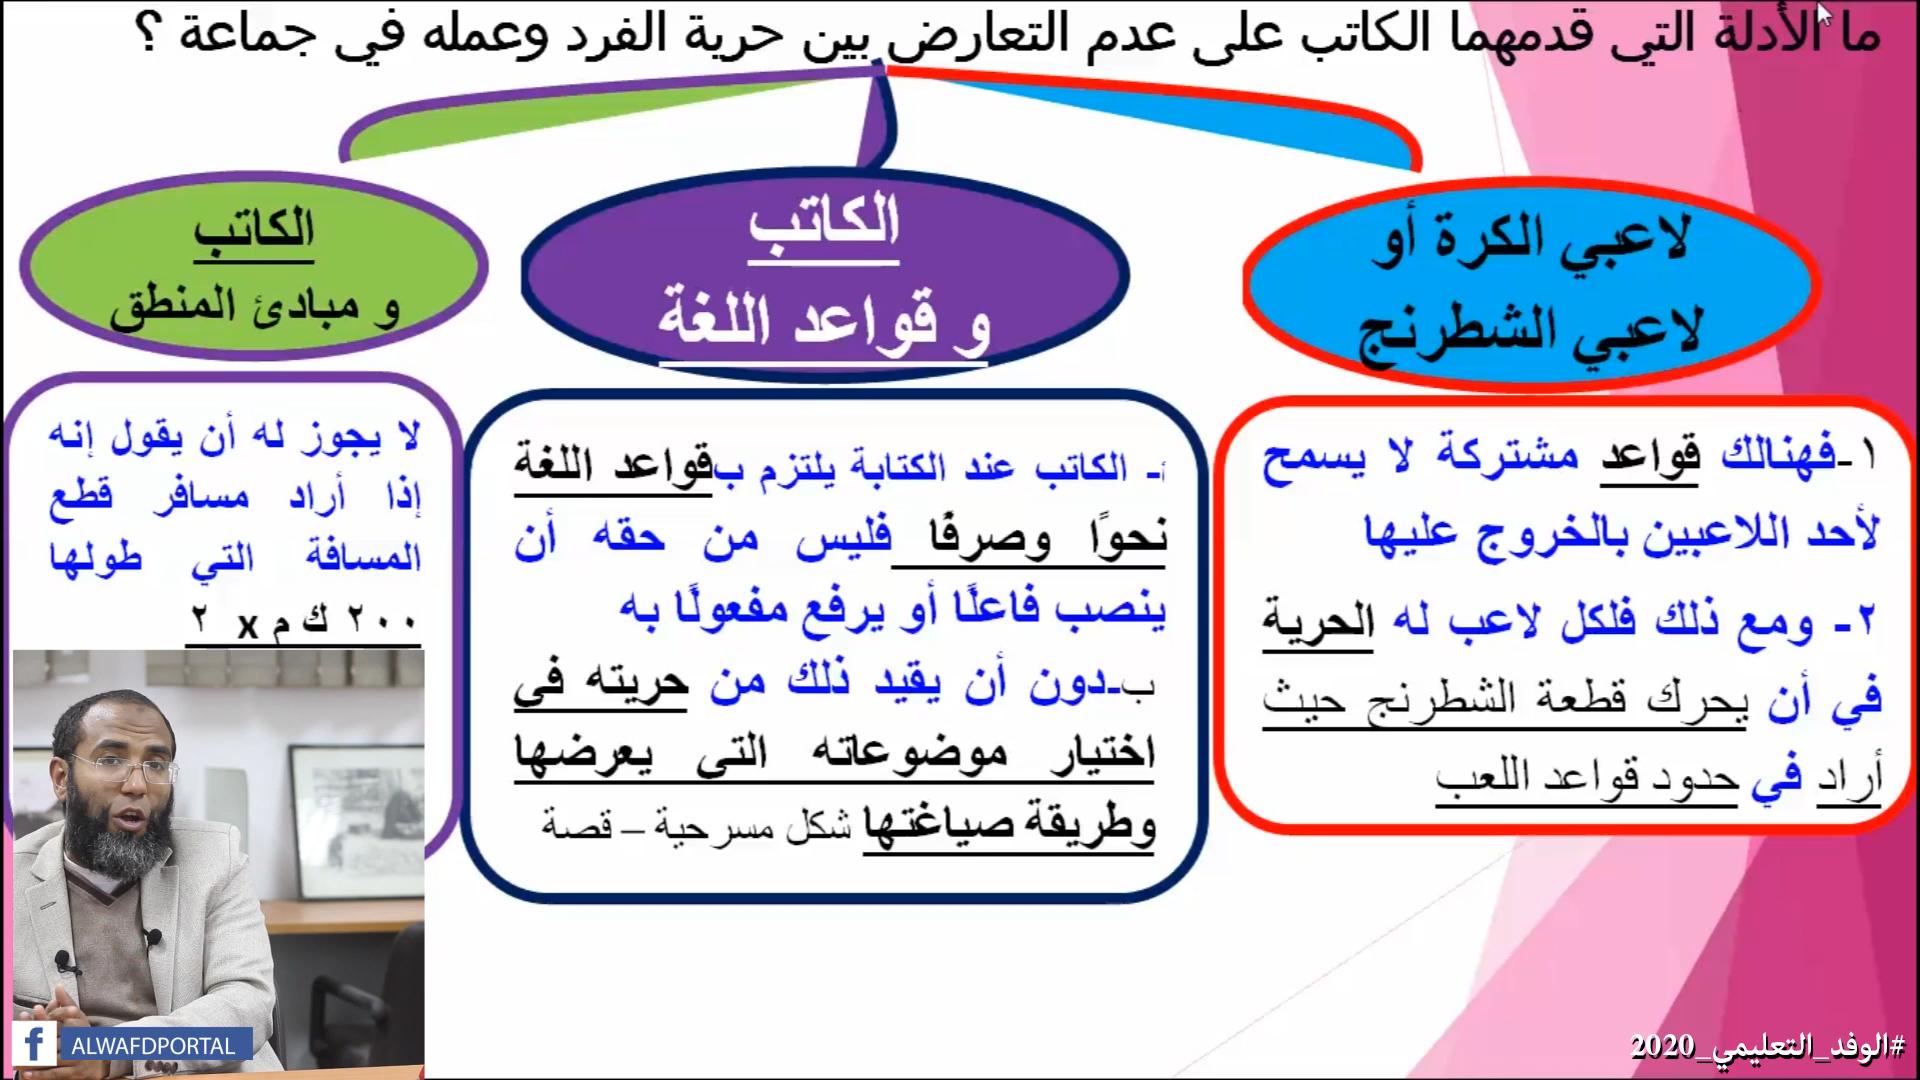 ما الأدلة التي قدمهما الكاتب على عدم التعارض بين حرية الفرد وعمله في جماعة ؟
لاعبي الكرة أو
لاعبي الشطرنج
١-فهنالك قواعد مشتركة لا يسمح
لأحد اللاعبين بالخروج عليها
٢- ومع ذلك فلكل لاعب له الحرية
في أن يحرك قطعة الشطرنج حيث
أراد في حدود قواعد اللعب
الكاتب
و قواعد اللغة
أ- الكاتب عند الكتابة يلتزم بقواعد اللغة
نحوًا وصرفًا فليس من حقه أن
ينصب فاعلًا أو يرفع مفعولًا به
ب-دون أن يقيد ذلك من حريته في
اختيار موضوعاته التي يعرضها
وطريقة صياغتها شكل مسرحية – قصة
الكاتب
و مبادئ المنطق
لا يجوز له أن يقول إنه
إذا أراد مسافر قطع
المسافة التي طولها
٢٠٠ ك م x ٢
f ALWAFDPORTAL
#الوفد_التعليمي_2020